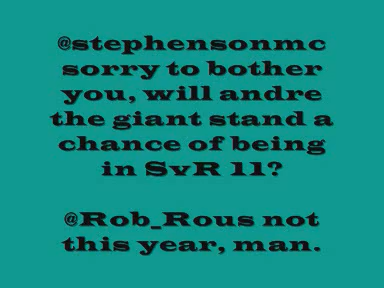 @stephensonmc
sorry to bother
you, will andre
the giant stand a
chance of being
in SvR 11?
@Rob_Rous not
this year, man.